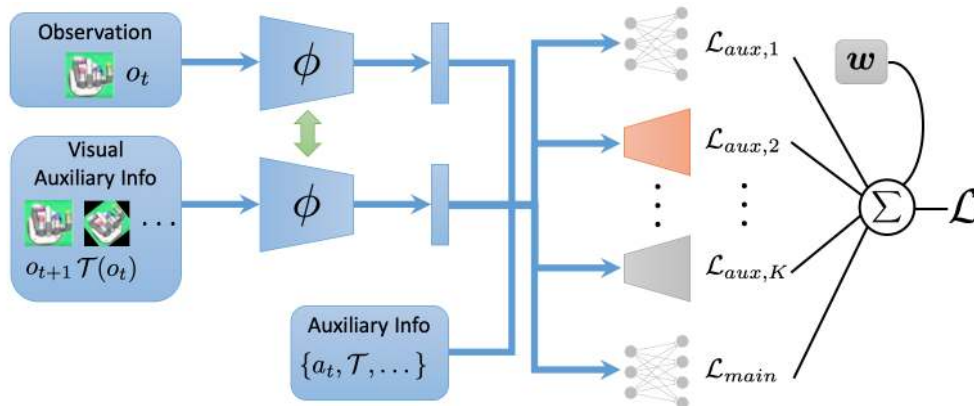 Observation
o_t
ϕ
Visual
Auxiliary Info
...
o_{t+1} 𝒯(o_t)
ϕ
Auxiliary Info
{a_t, 𝒯, ...}
ℒ_{aux,1}
ℒ_{aux,2}
⋮ ⋮
ℒ_{aux,K}
ℒ_{main}
w
Σ
ℒ